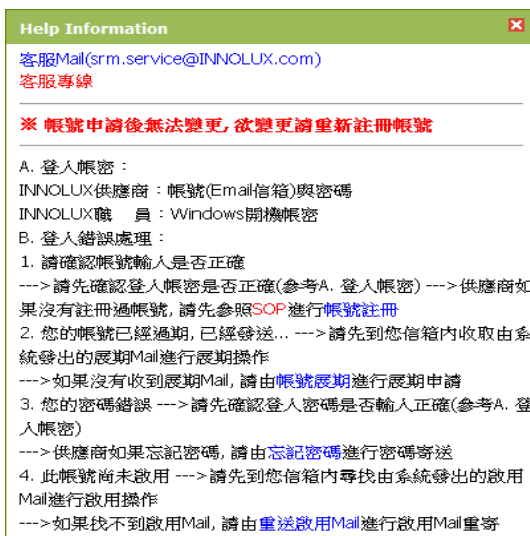 Help Information
客服Mail(srm.service@INNOLUX.com)
客服專線
※ 帳號申請後無法變更, 欲變更請重新註冊帳號
A. 登入帳密：
INNOLUX供應商：帳號(Email信箱)與密碼
INNOLUX職 員：Windows開機帳密
B. 登入錯誤處理：
1. 請確認帳號輸入是否正確
--->請先確認登入帳密是否正確(參考A. 登入帳密) --->供應商如
果沒有註冊過帳號, 請先參照SOP進行帳號註冊
2. 您的帳號已經過期, 已經發送... --->請先到您信箱內收取由系
統發出的展期Mail進行展期操作
--->如果沒有收到展期Mail, 請由帳號展期進行展期申請
3. 您的密碼錯誤 --->請先確認登入密碼是否輸入正確(參考A. 登
入帳密)
--->供應商如果忘記密碼, 請由忘記密碼進行密碼寄送
4. 此帳號尚未啟用 --->請先到您信箱內尋找由系統發出的啟用
Mail進行啟用操作
--->如果找不到啟用Mail, 請由重送啟用Mail進行啟用Mail重寄